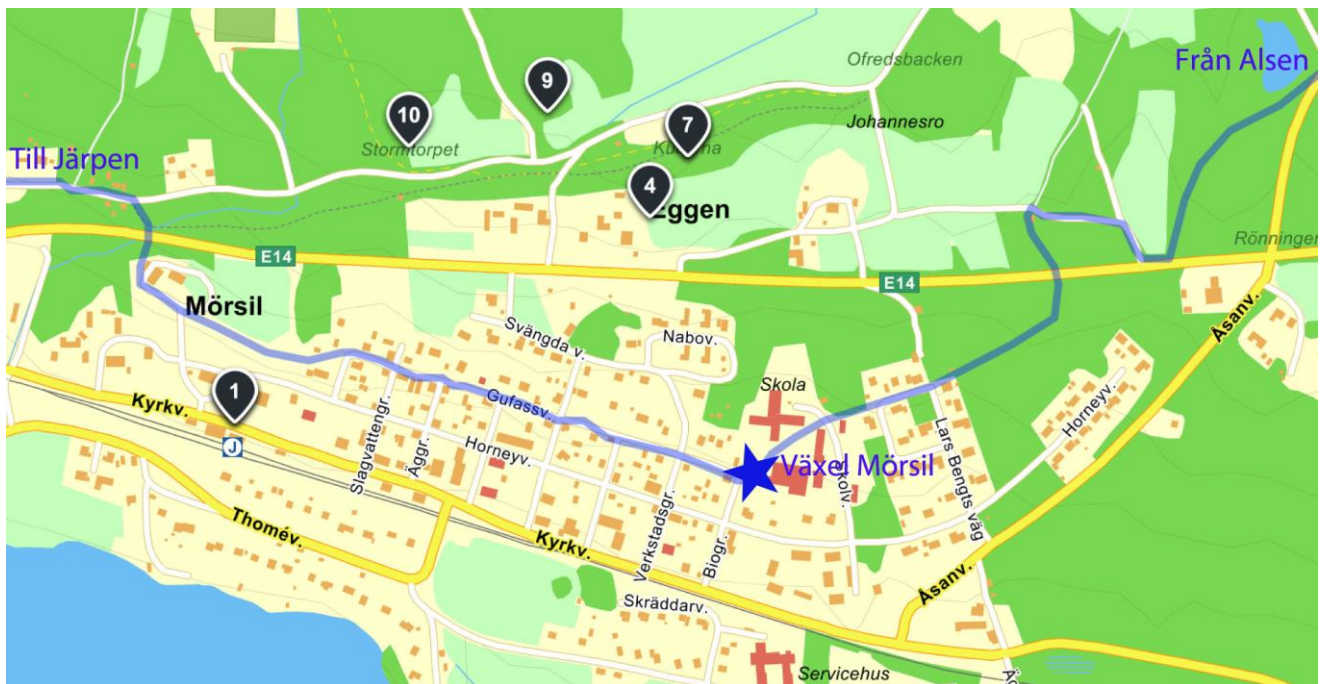 Från Alsen
Ofredsbacken
9
10
7
Johannesro
Stormtorpet
Till Järpen
4
Eggen
Rönningen
E14
E14
Mörsil
Åsanv.
Svängda v.
Nabov.
Skola
1
Kyrkv.
Gufassv.
Horneyv.
J
Slagvattengr.
Äggr.
Horneyv.
Lars Bengts väg
Växel Mörsil
Skolv.
Thomév.
Kyrkv.
Verkstadsgr.
Biogr.
Åsanv.
Skräddarv.
Servicehus